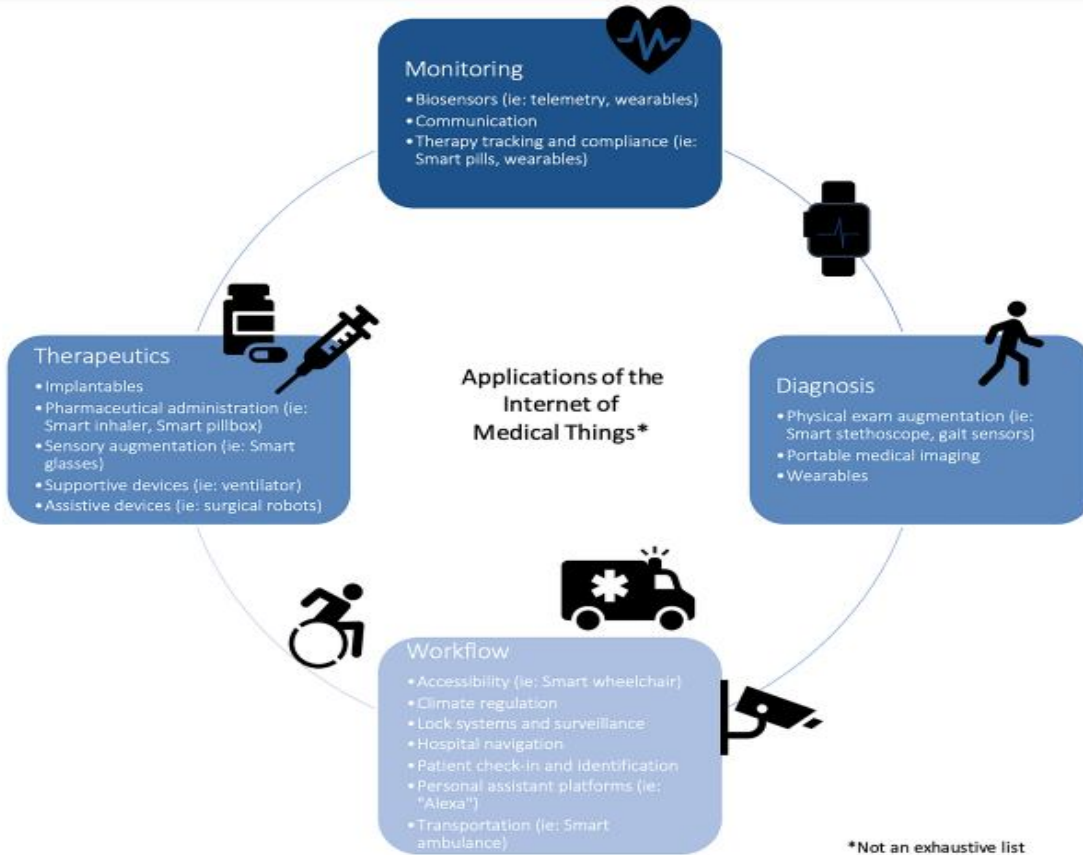 Monitoring
•Biosensors (ie: telemetry, wearables)
•Communication
•Therapy tracking and compliance (ie:
Smart pills, wearables)
Therapeutics
•Implantables
•Pharmaceutical administration (ie:
Smart inhaler, Smart pillbox)
•Sensory augmentation (ie: Smart
glasses)
•Supportive devices (ie: ventilator)
•Assistive devices (ie: surgical robots)
Applications of the
Internet of
Medical Things*
Diagnosis
•Physical exam augmentation (ie:
Smart stethoscope, gait sensors)
•Portable medical imaging
•Wearables
Workflow
•Accessibility (ie: Smart wheelchair)
•Climate regulation
•Lock systems and surveillance
•Hospital navigation
•Patient check-in and identification
•Personal assistant platforms (ie:
"Alexa")
•Transportation (ie: Smart
ambulance)
*Not an exhaustive list